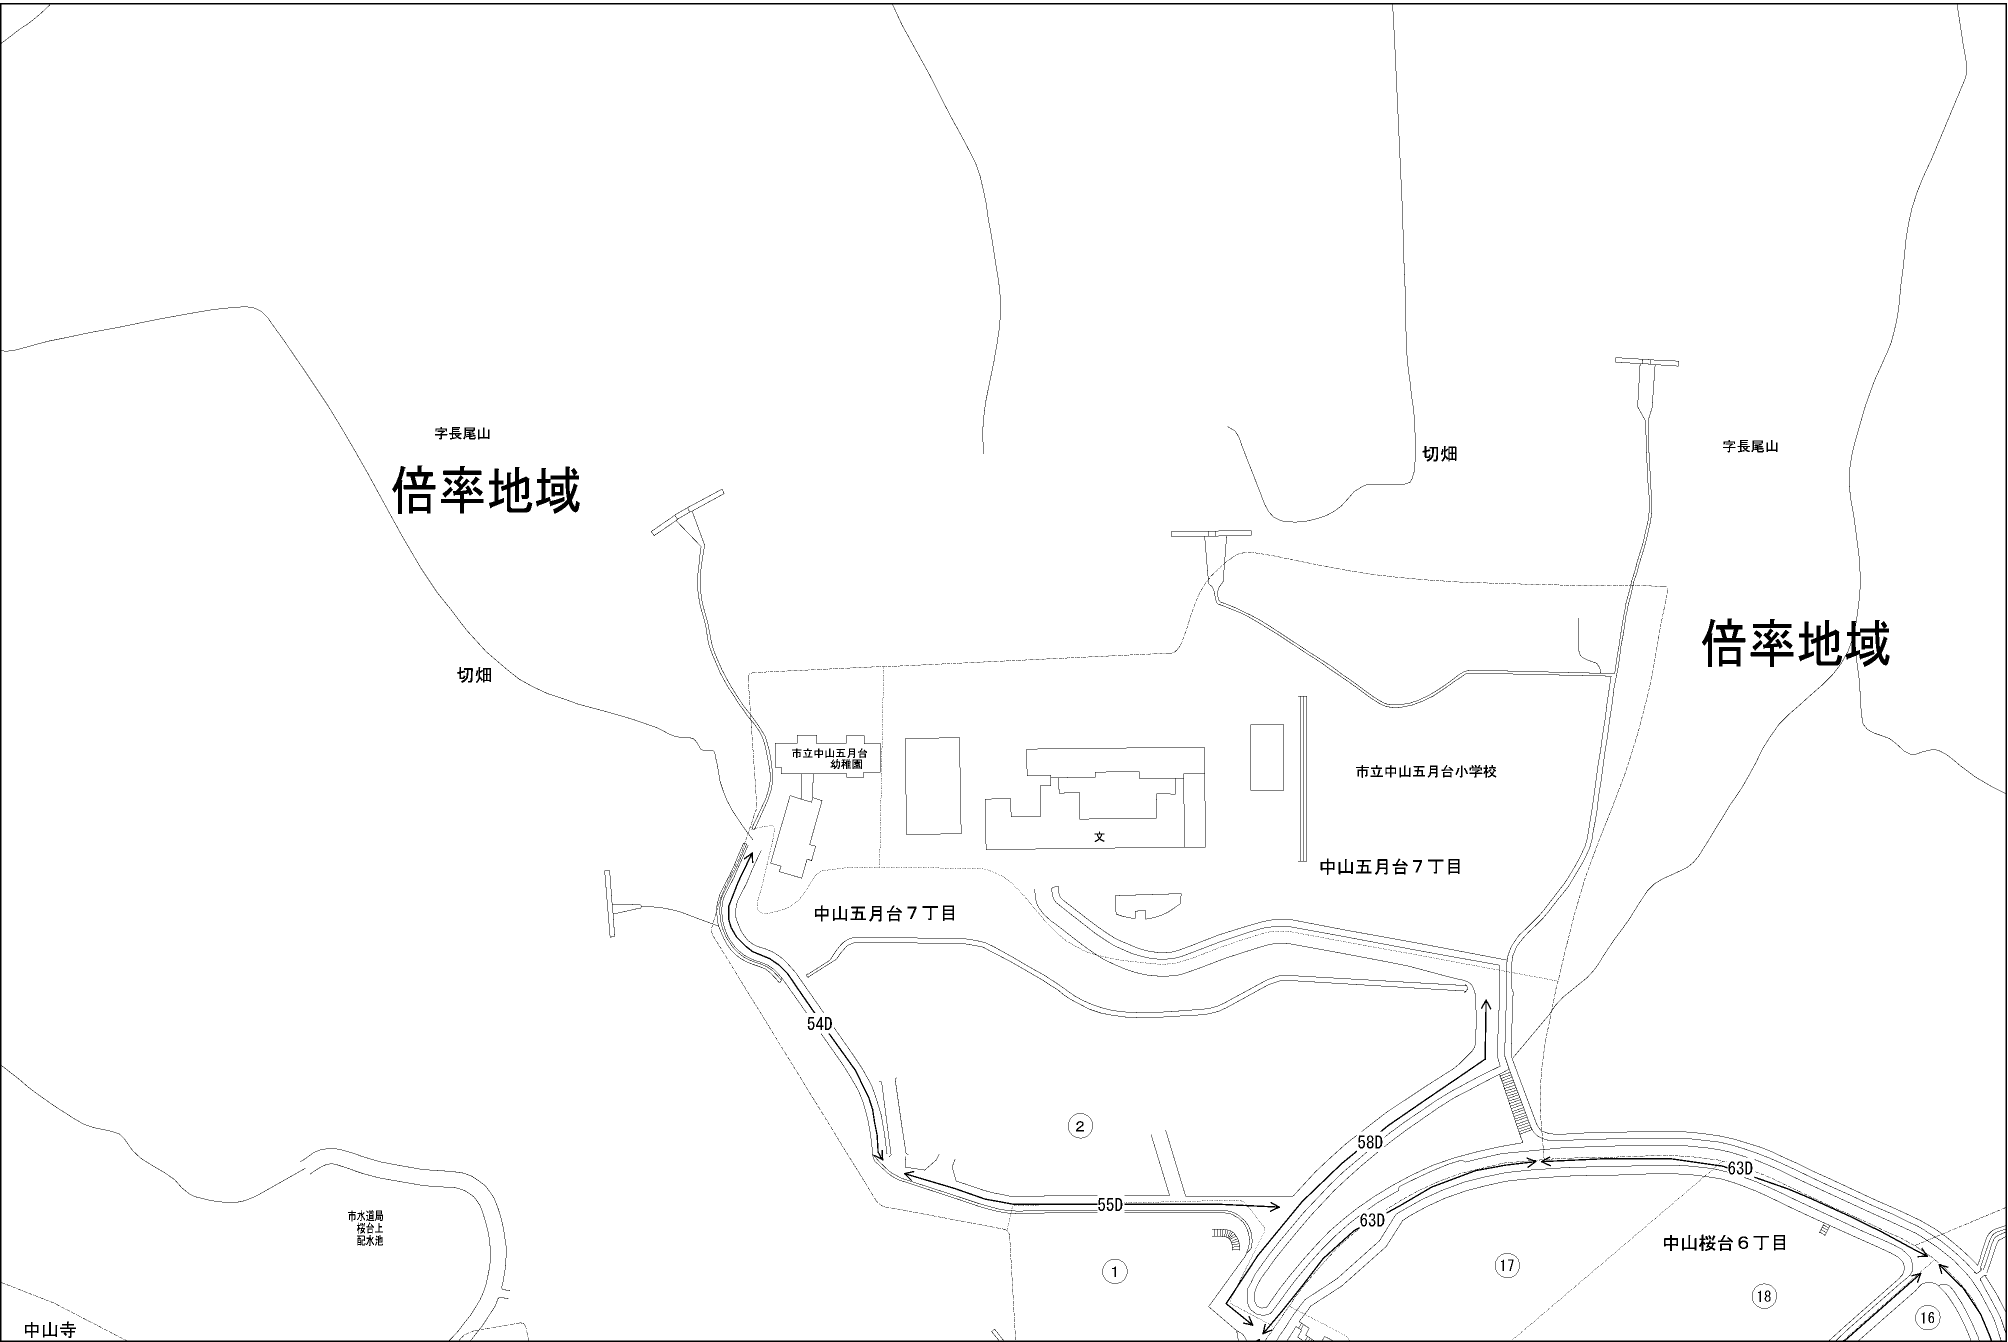 字長尾山
倍率地域
切畑
字長尾山
倍率地域
切畑
市立中山五月台
幼稚園
市立中山五月台小学校
文
中山五月台７丁目
中山五月台７丁目
54D
2
58D
55D
63D
63D
中山桜台６丁目
市水道局
桜台上
配水池
1
17
18
16
中山寺